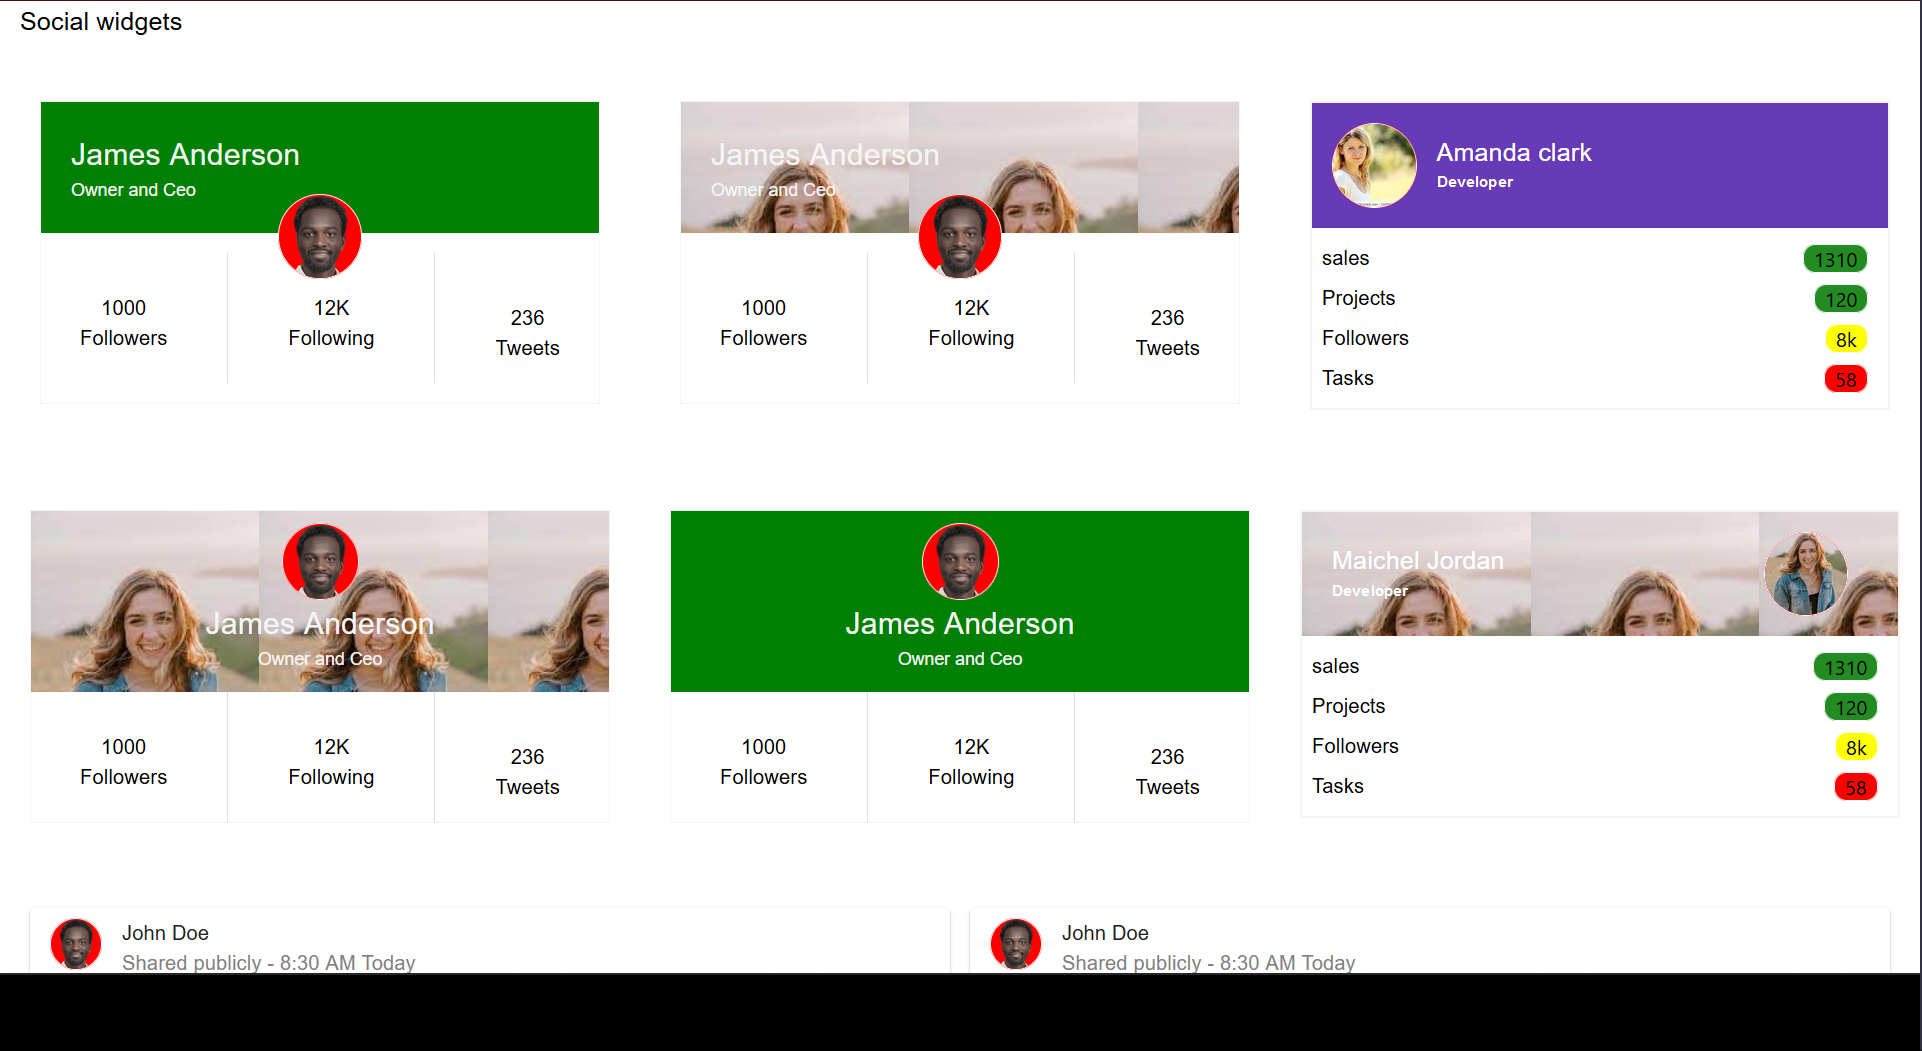 Social widgets
James Anderson
Owner and Ceo
1000
Followers
12K
Following
236
Tweets
James Anderson
Owner and Ceo
1000
Followers
12K
Following
236
Tweets
Amanda clark
Developer
sales 1310
Projects 120
Followers 8k
Tasks 58
James Anderson
Owner and Ceo
1000
Followers
12K
Following
236
Tweets
James Anderson
Owner and Ceo
1000
Followers
12K
Following
236
Tweets
Maichel Jordan
Developer
sales 1310
Projects 120
Followers 8k
Tasks 58
John Doe
Shared publicly - 8:30 AM Today
John Doe
Shared publicly - 8:30 AM Today